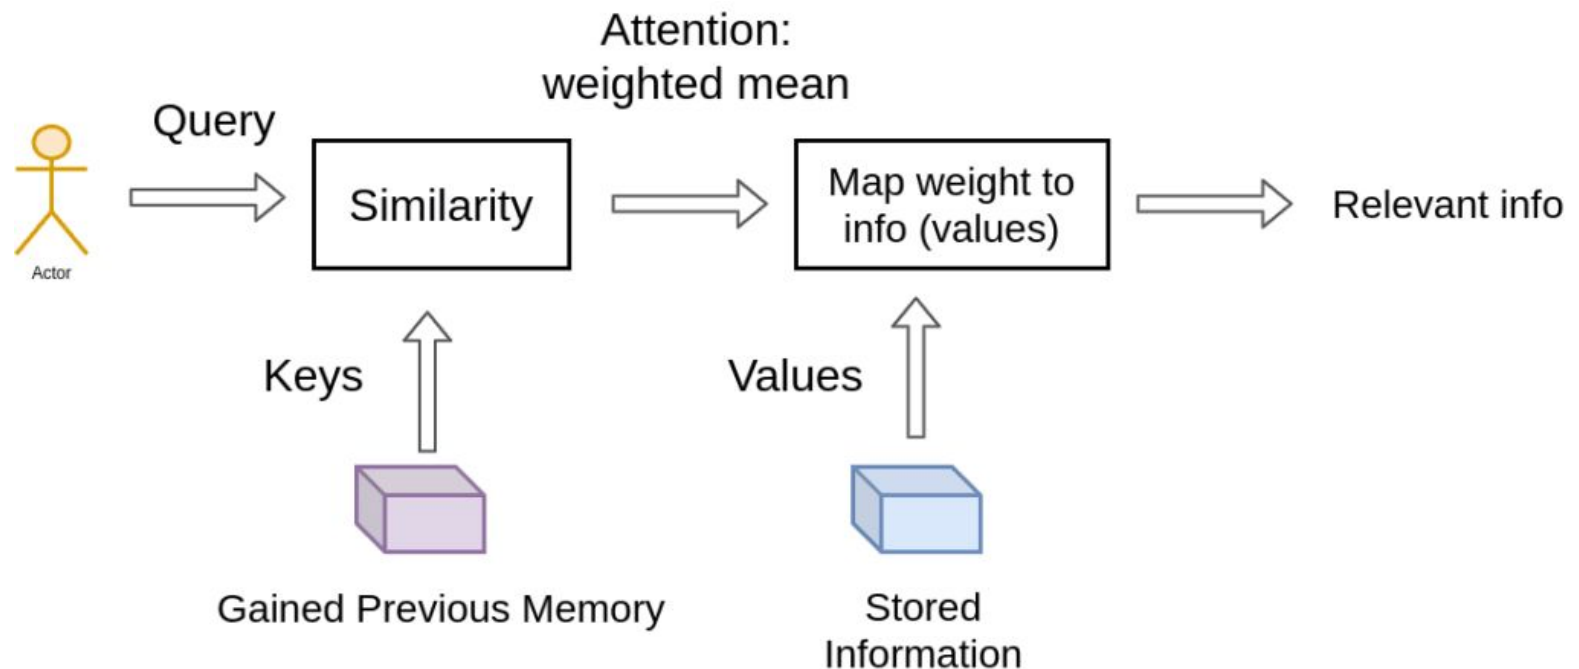 Attention:
weighted mean
Query
Similarity
Map weight to
info (values)
Relevant info
Actor
Keys
Values
Gained Previous Memory
Stored
Information